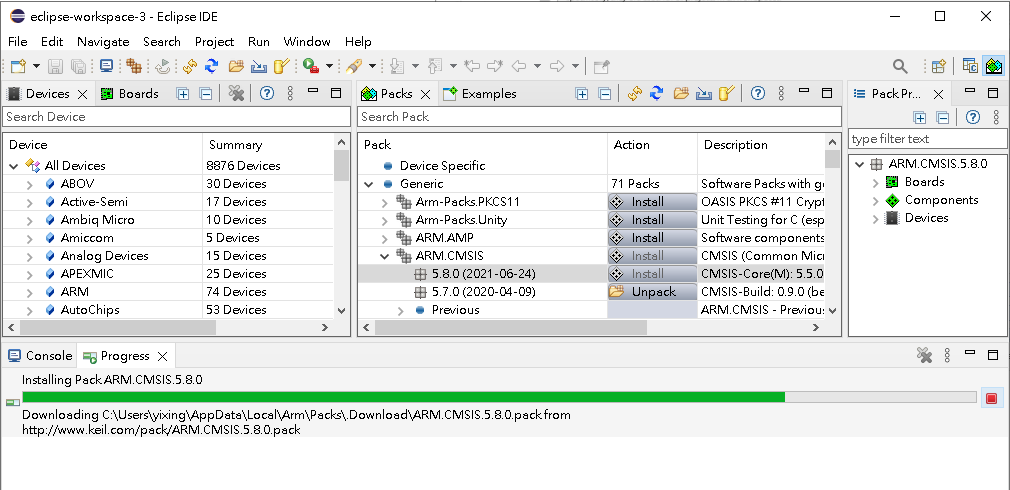 eclipse-workspace-3 - Eclipse IDE
File Edit Navigate Search Project Run Window Help
Devices Boards
Search Device
Device Summary
All Devices 8876 Devices
ABOV 30 Devices
Active-Semi 17 Devices
Ambiq Micro 10 Devices
Amiccom 5 Devices
Analog Devices 15 Devices
APEXMIC 25 Devices
ARM 74 Devices
AutoChips 53 Devices
Packs Examples
Search Pack
Pack Action Description
Device Specific
Generic 71 Packs Software Packs with ge
Arm-Packs.PKCS11 Install OASIS PKCS #11 Crypt
Arm-Packs.Unity Install Unit Testing for C (esp
ARM.AMP Install Software components
ARM.CMSIS Install CMSIS (Common Micr
5.8.0 (2021-06-24) Install CMSIS-Core(M): 5.5.0
5.7.0 (2020-04-09) Unpack CMSIS-Build: 0.9.0 (be
Previous ARM.CMSIS - Previous
Pack Pr...
type filter text
ARM.CMSIS.5.8.0
Boards
Components
Devices
Console Progress
Installing Pack ARM.CMSIS.5.8.0
Downloading C:\Users\yixing\AppData\Local\Arm\Packs\.Download\ARM.CMSIS.5.8.0.pack from
http://www.keil.com/pack/ARM.CMSIS.5.8.0.pack